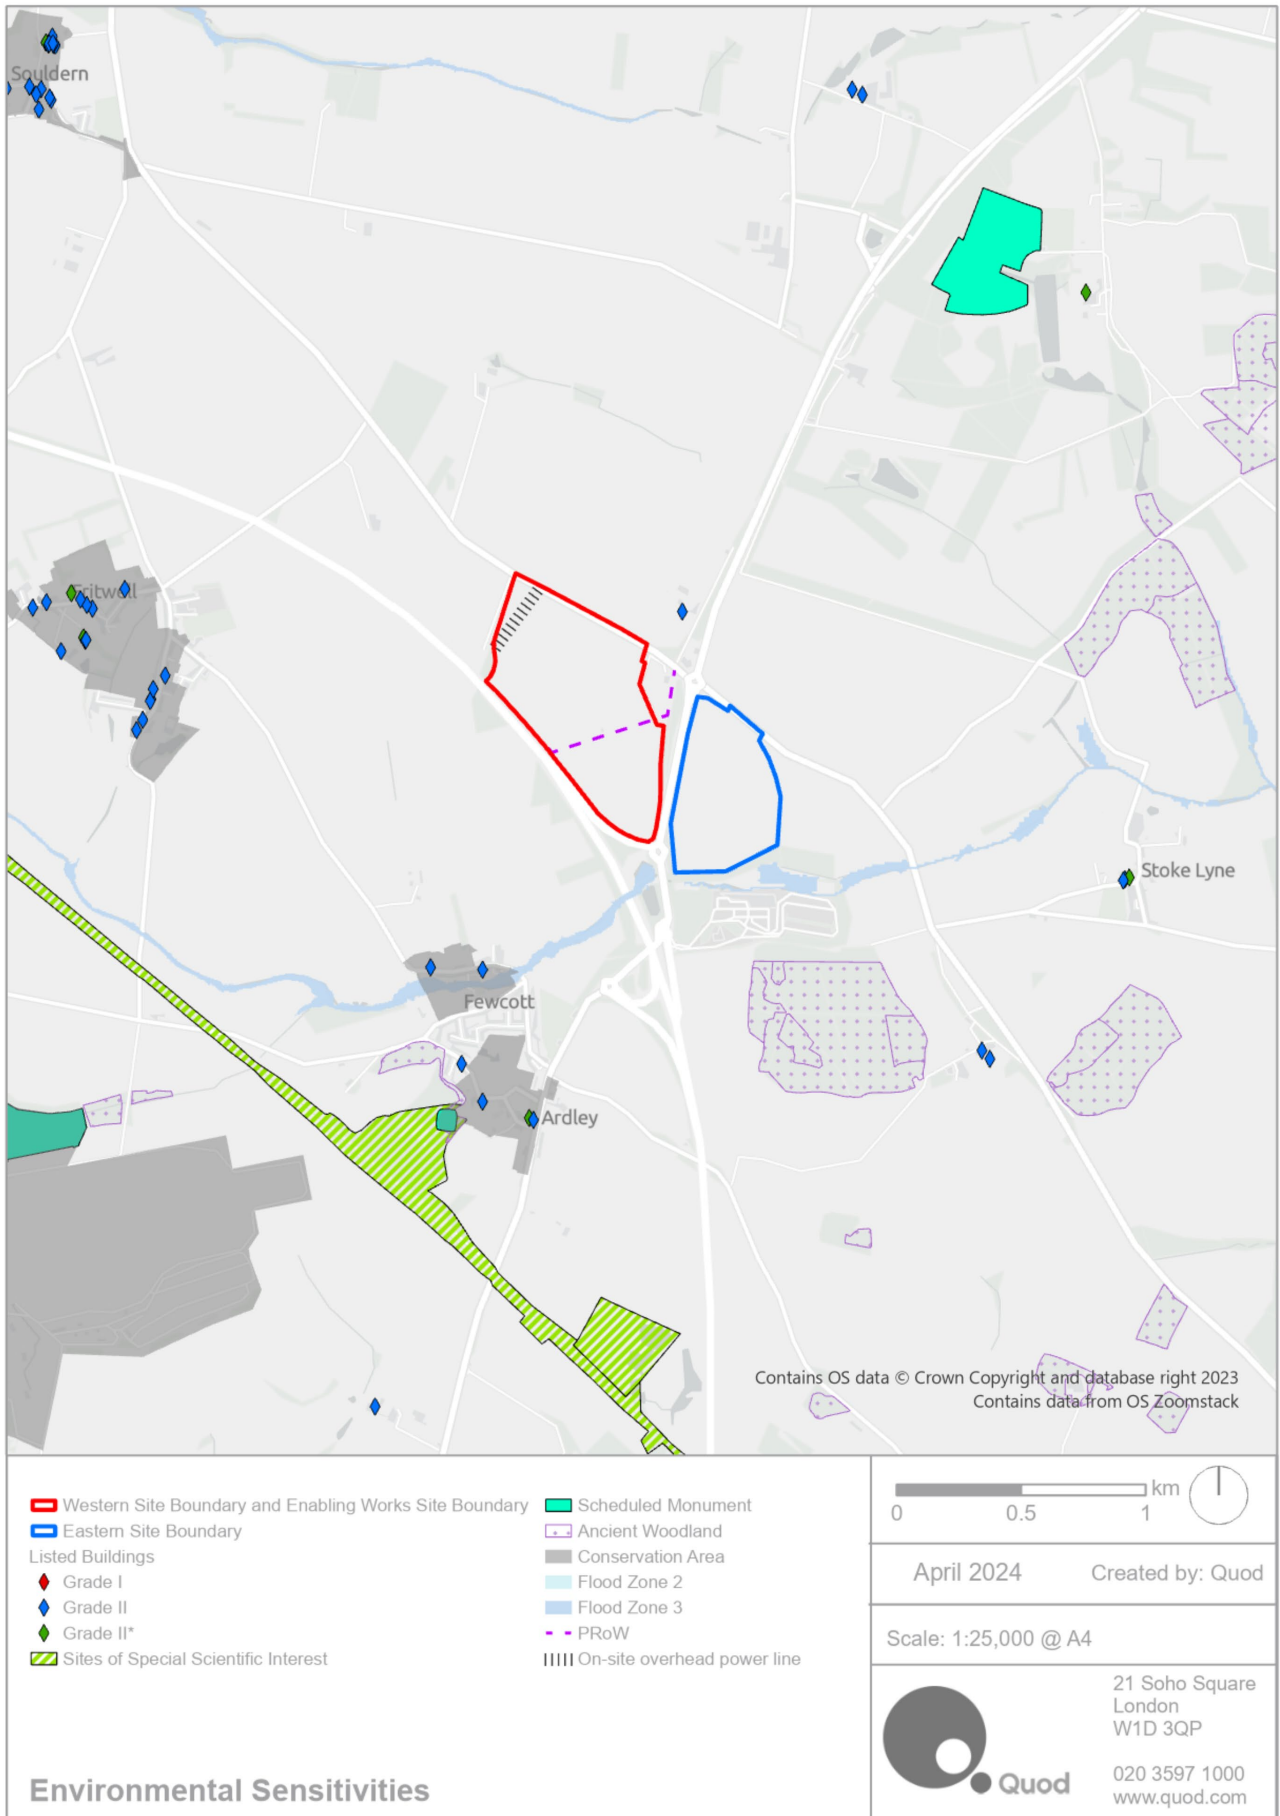 Souldern
Fritwell
Stoke Lyne
Fewcott
Ardley
Contains OS data © Crown Copyright and database right 2023
Contains data from OS Zoomstack
Western Site Boundary and Enabling Works Site Boundary
Eastern Site Boundary
Listed Buildings
Grade I
Grade II
Grade II*
Sites of Special Scientific Interest
Scheduled Monument
Ancient Woodland
Conservation Area
Flood Zone 2
Flood Zone 3
PRoW
On-site overhead power line
km
0 0.5 1
April 2024 Created by: Quod
Scale: 1:25,000 @ A4
Quod
21 Soho Square
London
W1D 3QP
020 3597 1000
www.quod.com
Environmental Sensitivities